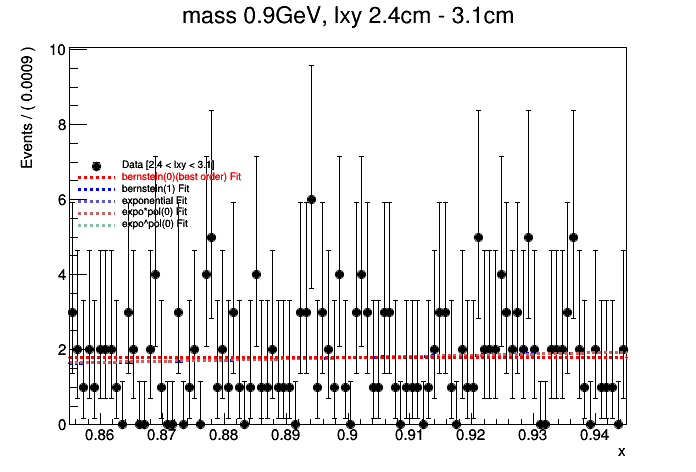 mass 0.9GeV, lxy 2.4cm - 3.1cm
Events / ( 0.0009 )
10
8
6
4
2
0
Data [2.4 < lxy < 3.1]
bernstein(0)(best order) Fit
bernstein(1) Fit
exponential Fit
expo*pol(0) Fit
expo^pol(0) Fit
0.86 0.87 0.88 0.89 0.9 0.91 0.92 0.93 0.94
x